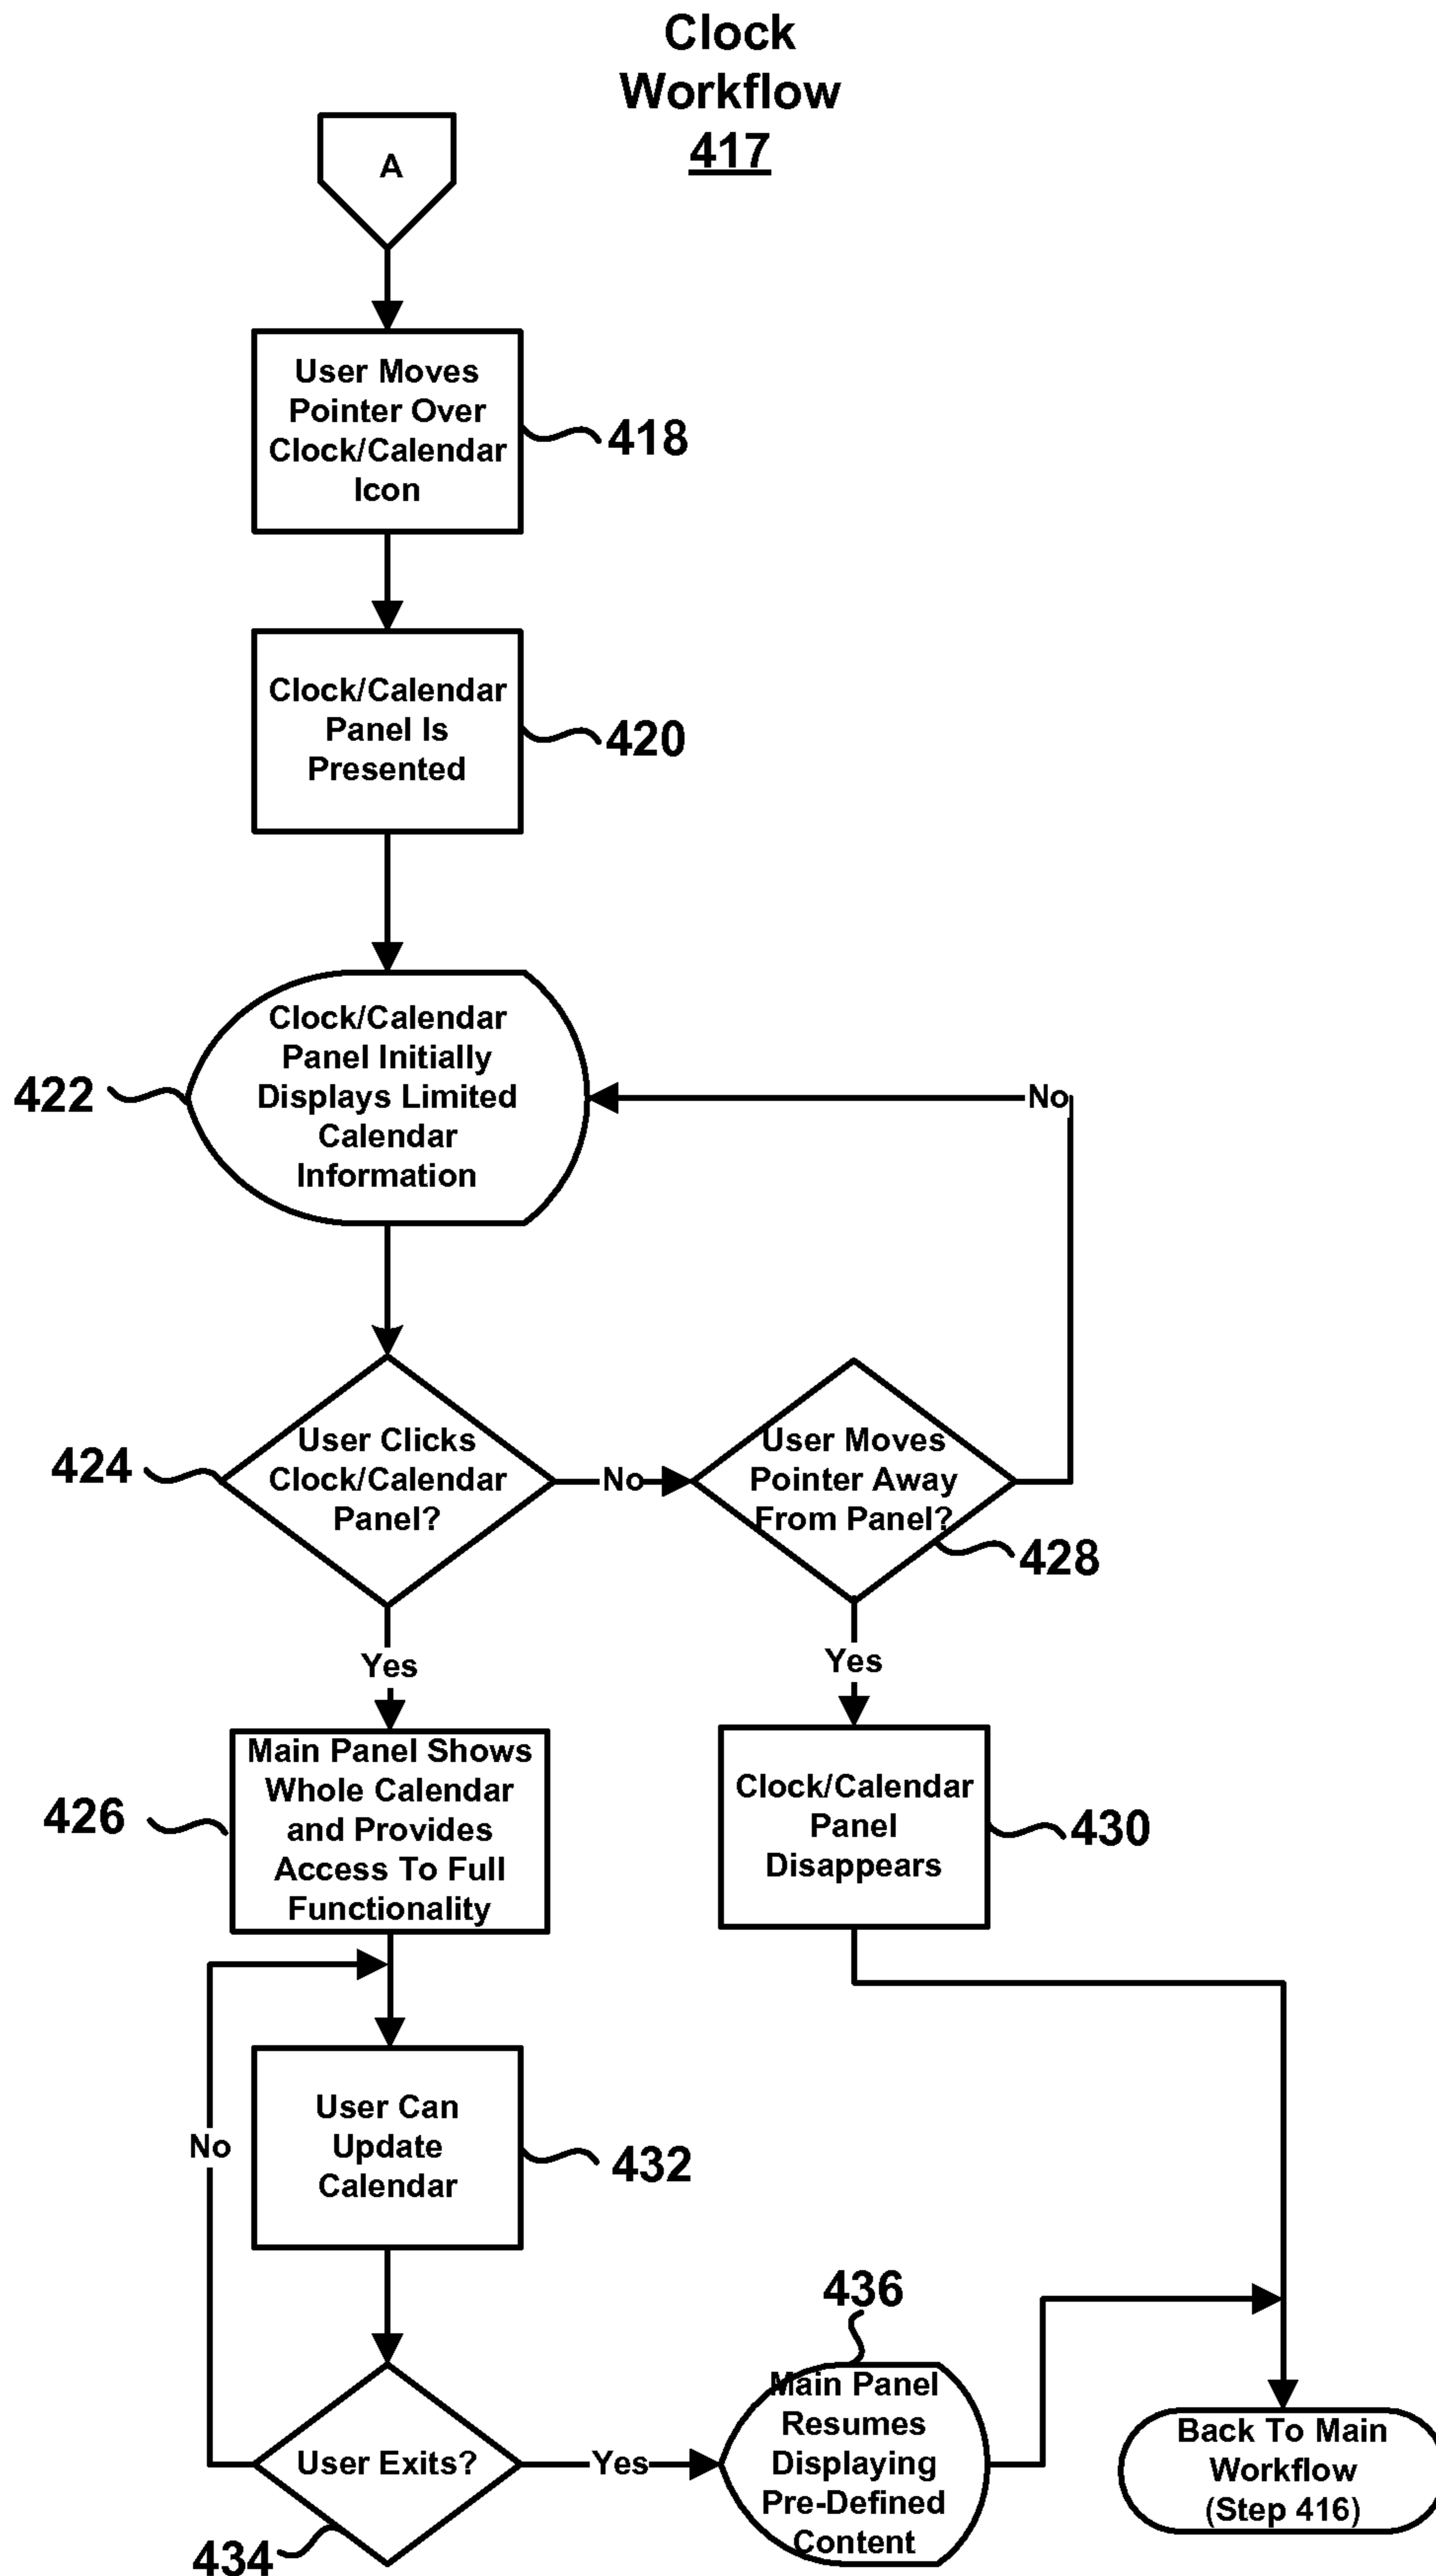 Clock
Workflow
417
A
User Moves
Pointer Over
Clock/Calendar
Icon
418
Clock/Calendar
Panel Is
Presented
420
Clock/Calendar
Panel Initially
Displays Limited
Calendar
Information
422
No
User Clicks
Clock/Calendar
Panel?
424
No
User Moves
Pointer Away
From Panel?
428
Yes
Yes
Main Panel Shows
Whole Calendar
and Provides
Access To Full
Functionality
426
Clock/Calendar
Panel
Disappears
430
No
User Can
Update
Calendar
432
User Exits?
434
Yes
436
Main Panel
Resumes
Displaying
Pre-Defined
Content
Back To Main
Workflow
(Step 416)